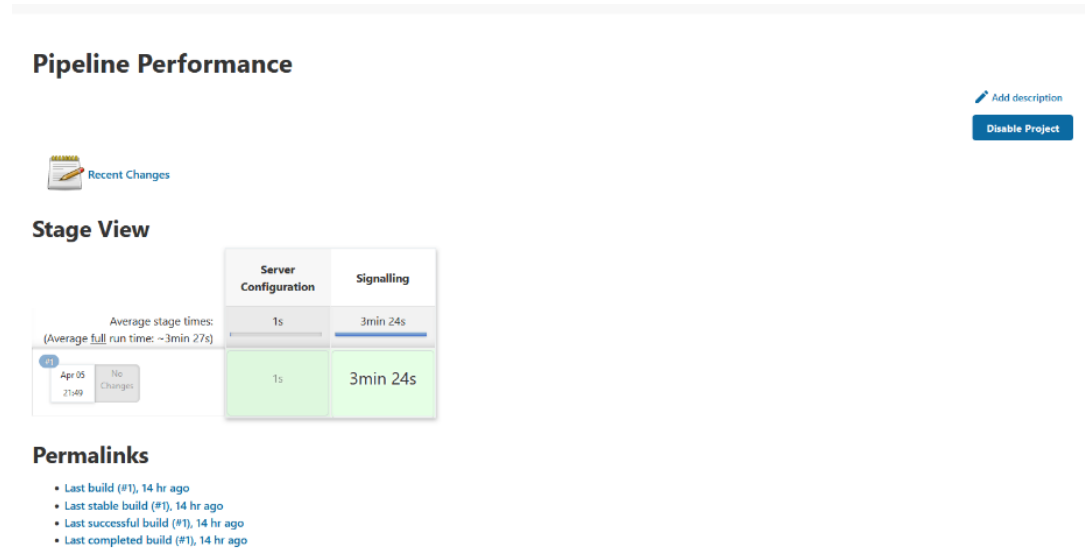 Pipeline Performance
Add description
Disable Project
Recent Changes
Stage View
Server
Configuration
Signalling
Average stage times:
1s
3min 24s
(Average full run time: ~3min 27s)
#1
Apr 05
21:49
No
Changes
1s
3min 24s
Permalinks
• Last build (#1), 14 hr ago
• Last stable build (#1), 14 hr ago
• Last successful build (#1), 14 hr ago
• Last completed build (#1), 14 hr ago